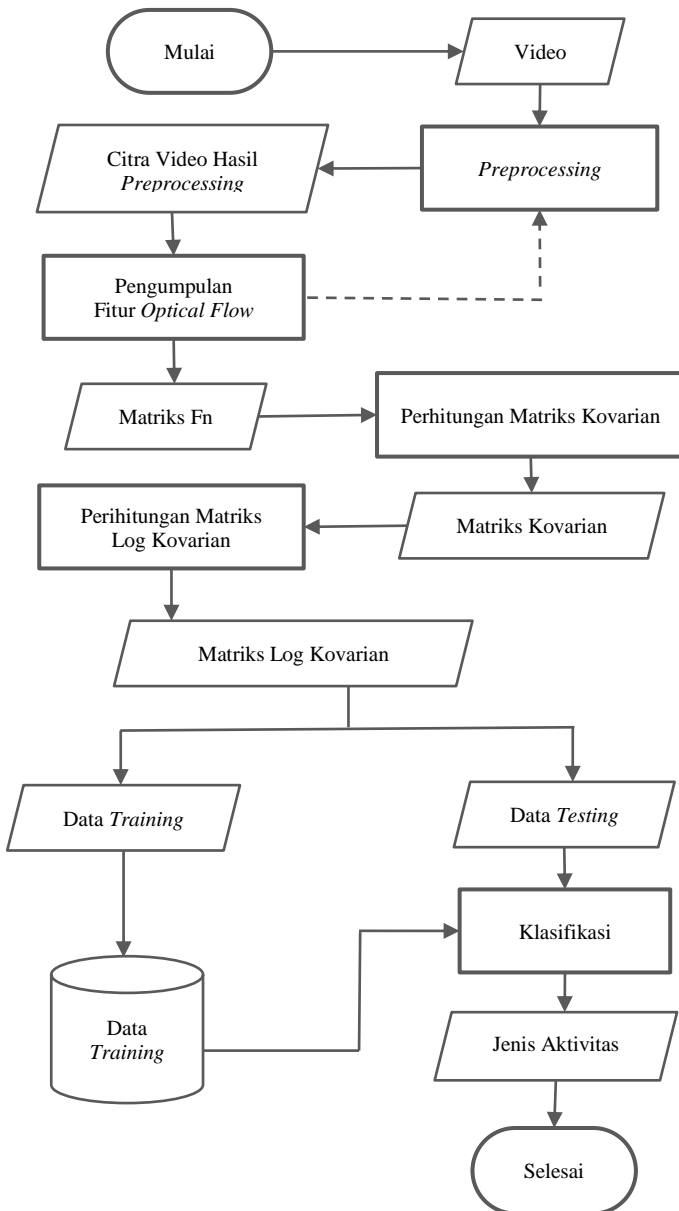 Mulai
Video
Citra Video Hasil
Preprocessing
Preprocessing
Pengumpulan
Fitur Optical Flow
Matriks Fn
Perhitungan Matriks Kovarian
Perihitungan Matriks
Log Kovarian
Matriks Kovarian
Matriks Log Kovarian
Data Training
Data Testing
Klasifikasi
Data
Training
Jenis Aktivitas
Selesai